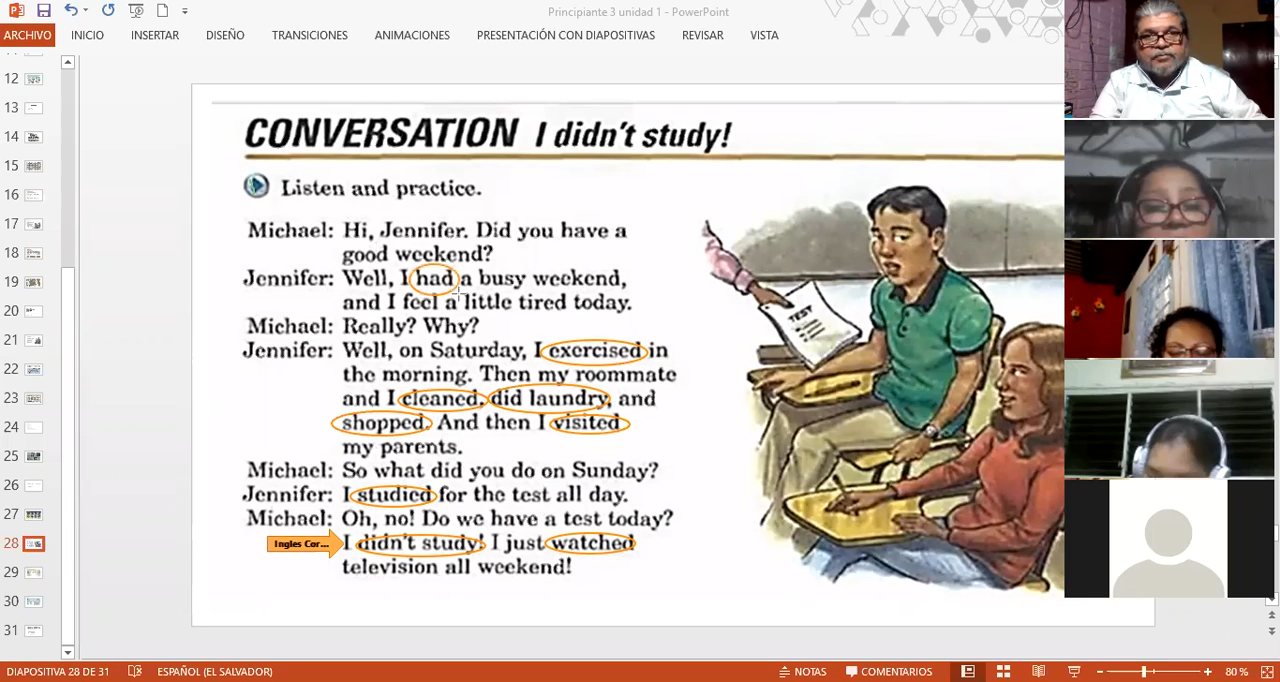 Principiante 3 unidad 1 - PowerPoint
ARCHIVO INICIO INSERTAR DISEÑO TRANSICIONES ANIMACIONES PRESENTACIÓN CON DIAPOSITIVAS REVISAR VISTA
12
13
14
15
16
17
18
19
20
21
22
23
24
25
26
27
28
29
30
31
CONVERSATION I didn't study!
Listen and practice.
Michael: Hi, Jennifer. Did you have a
good weekend?
Jennifer: Well, I had a busy weekend,
and I feel a little tired today.
Michael: Really? Why?
Jennifer: Well, on Saturday, I exercised in
the morning. Then my roommate
and I cleaned, did laundry, and
shopped. And then I visited
my parents.
Michael: So what did you do on Sunday?
Jennifer: I studied for the test all day.
Michael: Oh, no! Do we have a test today?
Ingles Cor... I didn't study! I just watched
television all weekend!
TEST
DIAPOSITIVA 28 DE 31 ESPAÑOL (EL SALVADOR) NOTAS COMENTARIOS 80 %